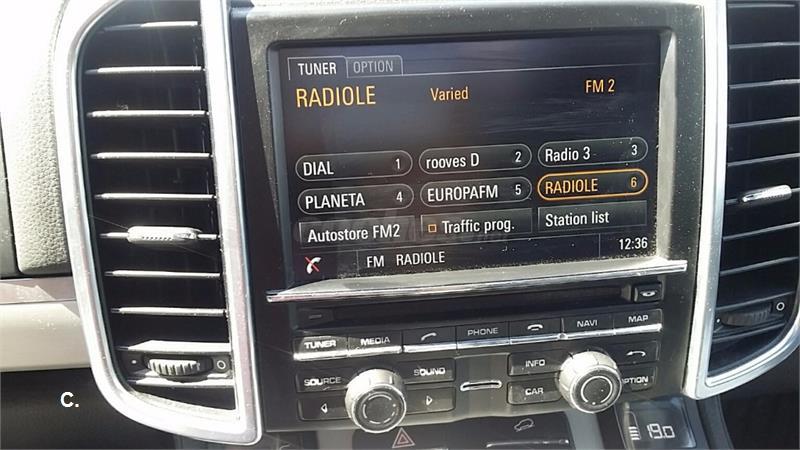 TUNER OPTION
RADIOLE Varied FM 2
DIAL 1 rooves D 2 Radio 3 3
PLANETA 4 EUROPAFM 5 RADIOLE 6
Autostore FM2 Traffic prog. Station list
FM RADIOLE 12:36
TUNER MEDIA PHONE NAVI MAP
SOURCE SOUND INFO
CAR OPTION
19.0
C.